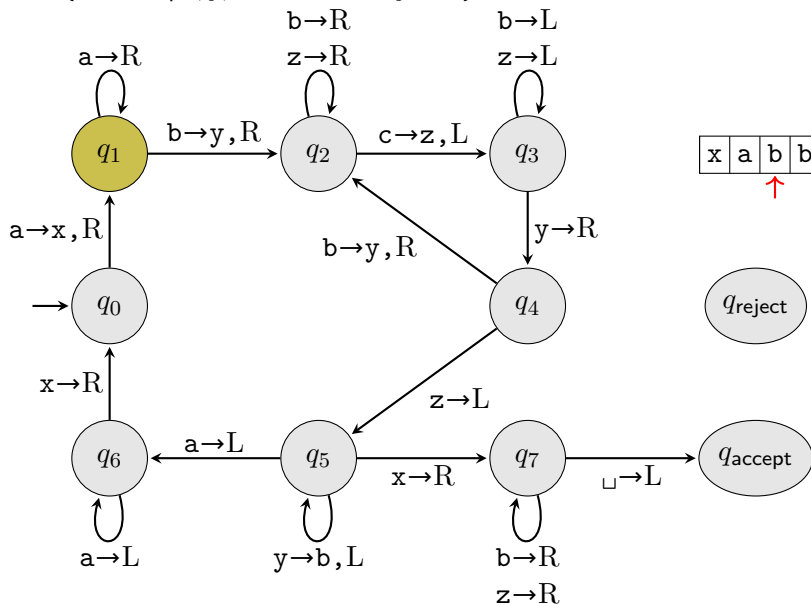 b→R b→L
a→R z→R z→L
q1 b→y,R q2 c→z,L q3 x a b b
a→x,R b→y,R y→R
q0 q4 qreject
x→R z→L
q6 a→L q5 x→R q7 ␣→L qaccept
a→L y→b,L b→R
z→R